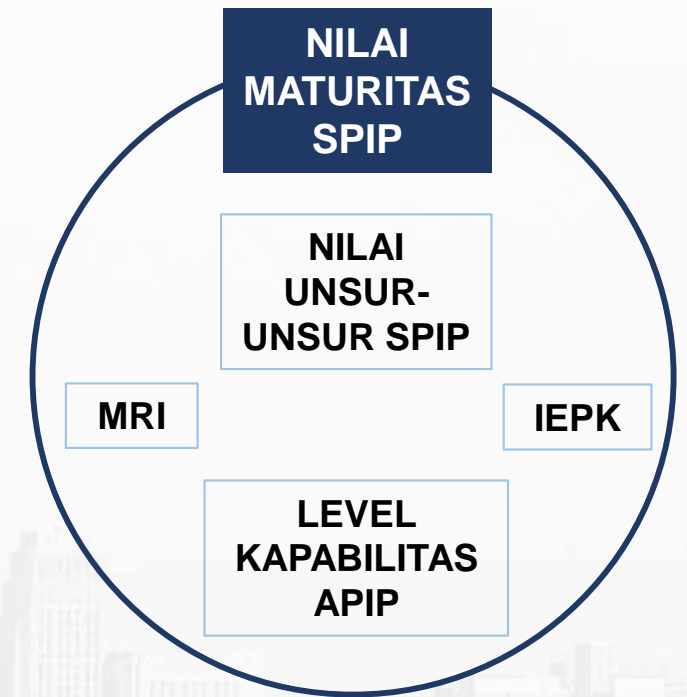 NILAI
MATURITAS
SPIP
NILAI
UNSUR-
UNSUR SPIP
MRI
IEPK
LEVEL
KAPABILITAS
APIP